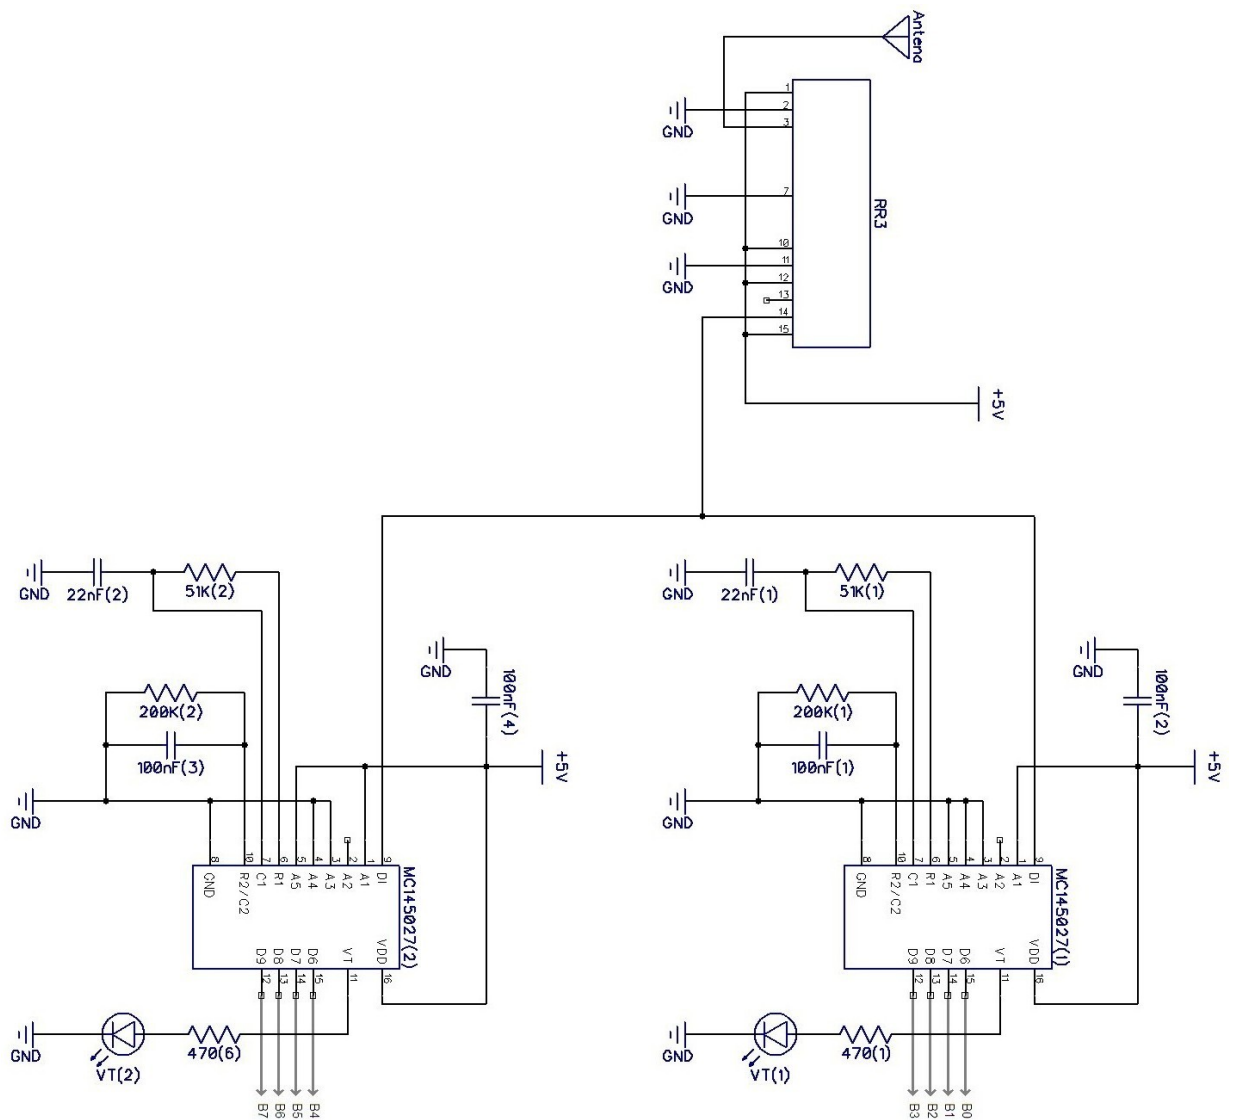 Antena
1
2
3
7
10
11
12
13
14
15
RR3
GND
GND
GND
+5V
GND
22nF(2)
51K(2)
GND
22nF(1)
51K(1)
GND
100nF(4)
GND
100nF(2)
200K(2)
100nF(3)
+5V
GND
200K(1)
100nF(1)
+5V
GND
8
10
7
6
5
4
3
2
1
9
GND
R2/C2
C1
R1
A5
A4
A3
A2
A1
DI
MC145027(2)
D9
D8
D7
D6
VT
VDD
12
13
14
15
11
16
GND
VT(2)
470(6)
B7
B6
B5
B4
8
10
7
6
5
4
3
2
1
9
GND
R2/C2
C1
R1
A5
A4
A3
A2
A1
DI
MC145027(1)
D9
D8
D7
D6
VT
VDD
12
13
14
15
11
16
GND
VT(1)
470(1)
B3
B2
B1
B0